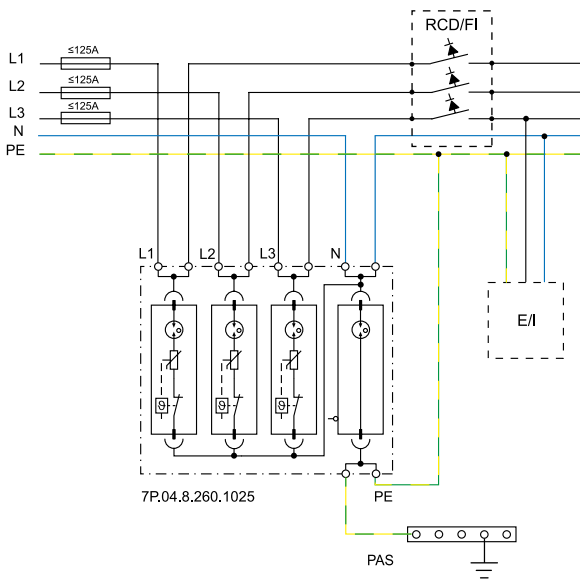 RCD/FI
L1
≤125A
L2
≤125A
L3
≤125A
N
PE
L1
L2
L3
N
E/I
ϑ
ϑ
ϑ
7P.04.8.260.1025
PE
PAS